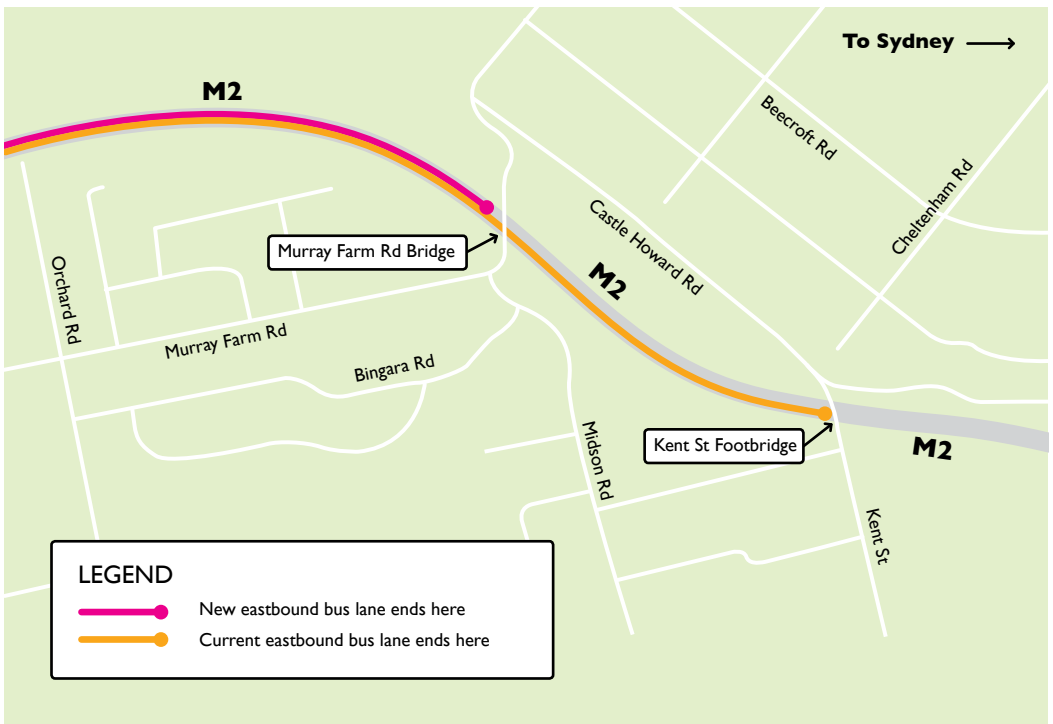 To Sydney
M2
Beecroft Rd
Cheltenham Rd
Castle Howard Rd
Murray Farm Rd Bridge
M2
Orchard Rd
Murray Farm Rd
Bingara Rd
Midson Rd
Kent St Footbridge
M2
Kent St
LEGEND
New eastbound bus lane ends here
Current eastbound bus lane ends here